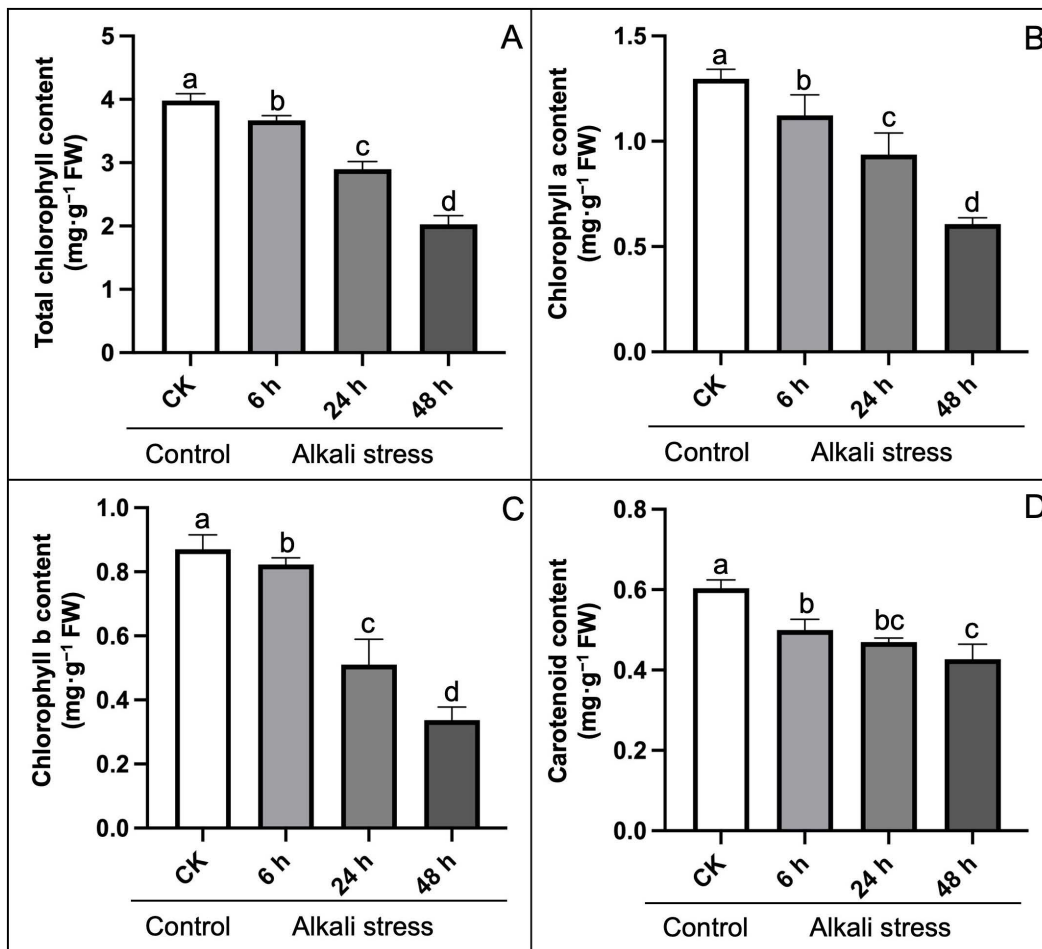 A
Total chlorophyll content
(mg·g⁻¹ FW)
5
4
3
2
1
0
a
b
c
d
CK
6 h
24 h
48 h
Control
Alkali stress
B
Chlorophyll a content
(mg·g⁻¹ FW)
1.5
1.0
0.5
0.0
a
b
c
d
CK
6 h
24 h
48 h
Control
Alkali stress
C
Chlorophyll b content
(mg·g⁻¹ FW)
1.0
0.8
0.6
0.4
0.2
0.0
a
b
c
d
CK
6 h
24 h
48 h
Control
Alkali stress
D
Carotenoid content
(mg·g⁻¹ FW)
0.8
0.6
0.4
0.2
0.0
a
b
bc
c
CK
6 h
24 h
48 h
Control
Alkali stress